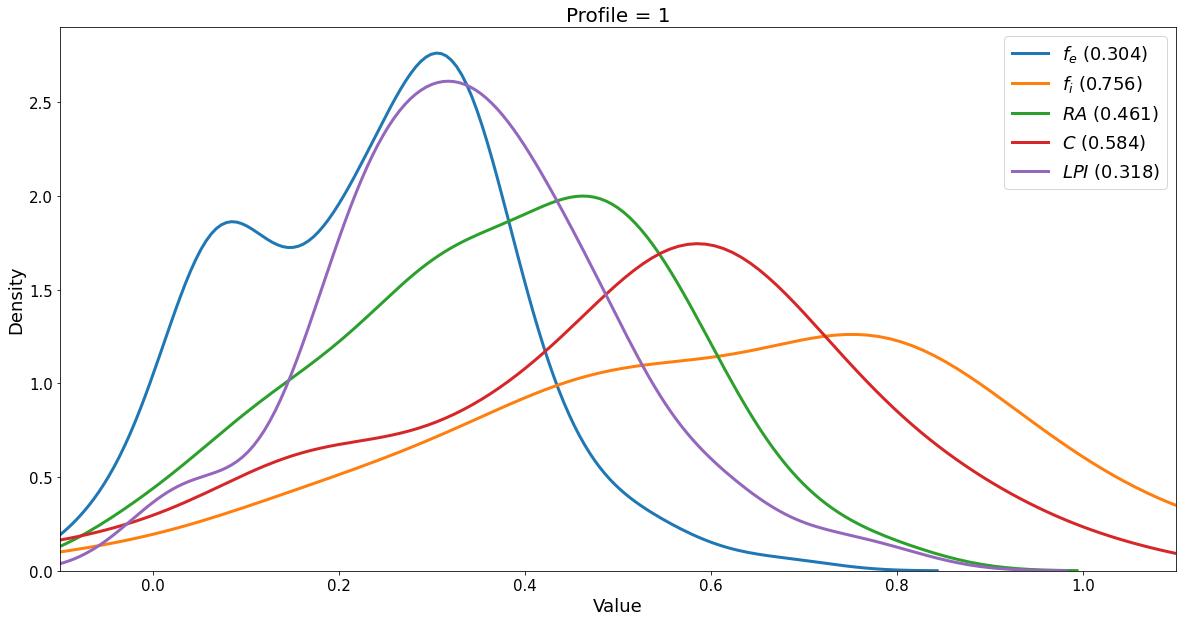 Profile = 1
f_e (0.304)
f_i (0.756)
RA (0.461)
C (0.584)
LPI (0.318)
Density
2.5
2.0
1.5
1.0
0.5
0.0
0.0 0.2 0.4 0.6 0.8 1.0
Value